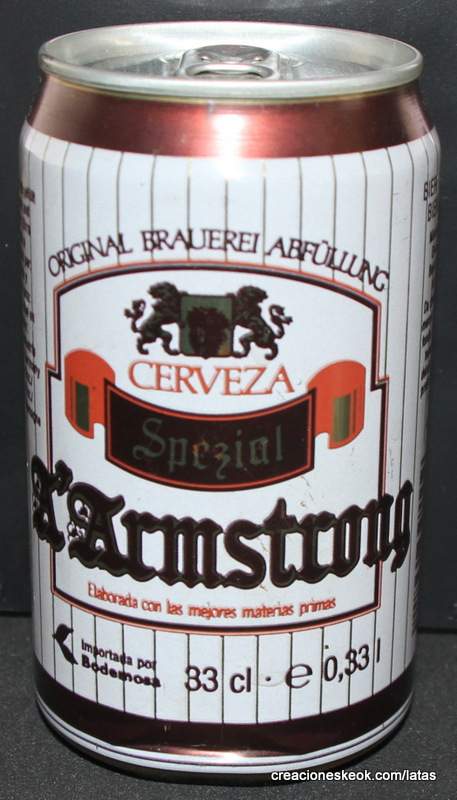 ORIGINAL BRAUEREI ABFÜLLUNG
CERVEZA
Spezial
A'Armstrong
Elaborada con las mejores materias primas
Importada por
Bodemosa
33 cl · e 0,33 l
creacioneskeok.com/latas